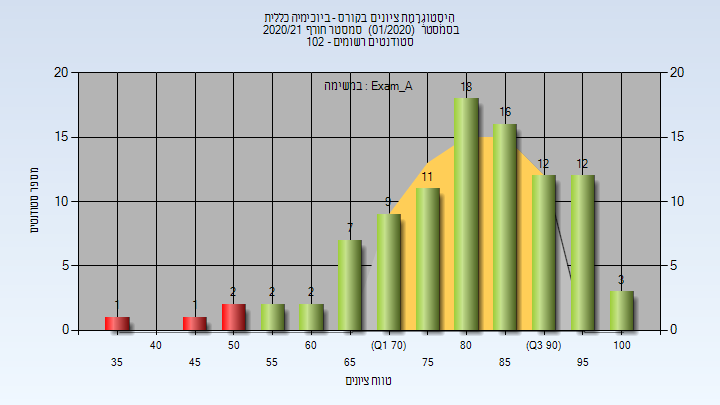 היסטוגרמת ציונים בקורס - ביוכימיה כללית
בסמסטר (01/2020) סמסטר חורף 2020/21
סטודנטים רשומים - 102
במשימה : Exam_A
מספר סטודנטים
20 20
15 15
10 10
5 5
0 0
1 1 2 2 2 7 9 11 18 16 12 12 3
40 50 60 (Q1 70) 80 (Q3 90) 100
35 45 55 65 75 85 95
טווח ציונים